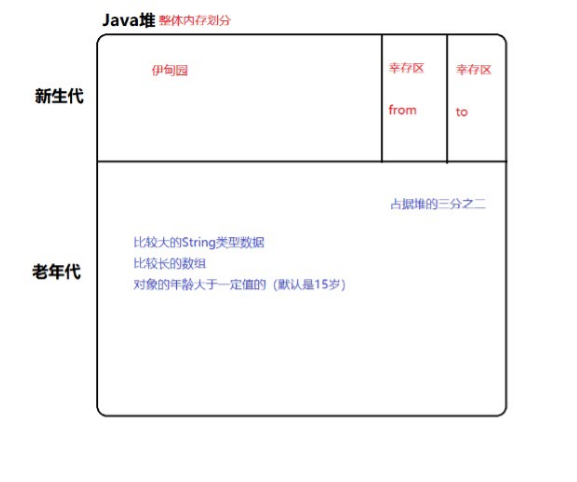 Java堆 整体内存划分
新生代
伊甸园
幸存区
from
幸存区
to
老年代
占据堆的三分之二
比较大的String类型数据
比较长的数组
对象的年龄大于一定值的（默认是15岁）